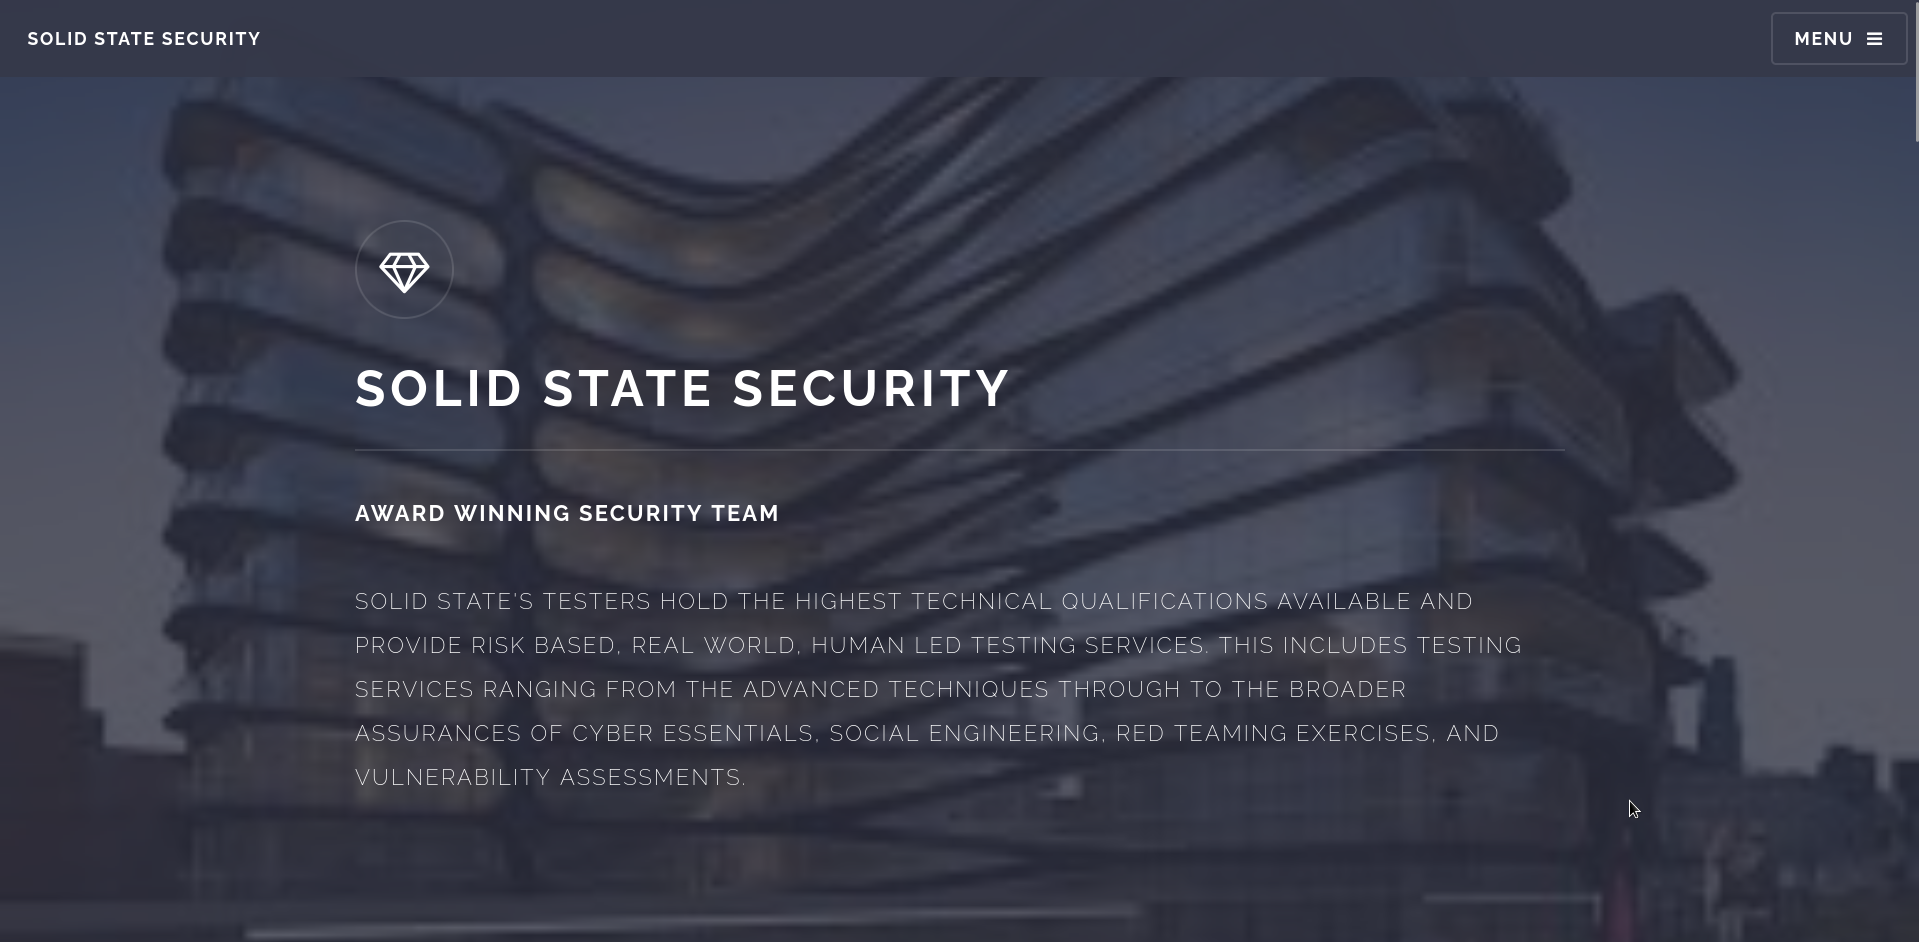 SOLID STATE SECURITY
MENU
SOLID STATE SECURITY
AWARD WINNING SECURITY TEAM
SOLID STATE'S TESTERS HOLD THE HIGHEST TECHNICAL QUALIFICATIONS AVAILABLE AND
PROVIDE RISK BASED, REAL WORLD, HUMAN LED TESTING SERVICES. THIS INCLUDES TESTING
SERVICES RANGING FROM THE ADVANCED TECHNIQUES THROUGH TO THE BROADER
ASSURANCES OF CYBER ESSENTIALS, SOCIAL ENGINEERING, RED TEAMING EXERCISES, AND
VULNERABILITY ASSESSMENTS.